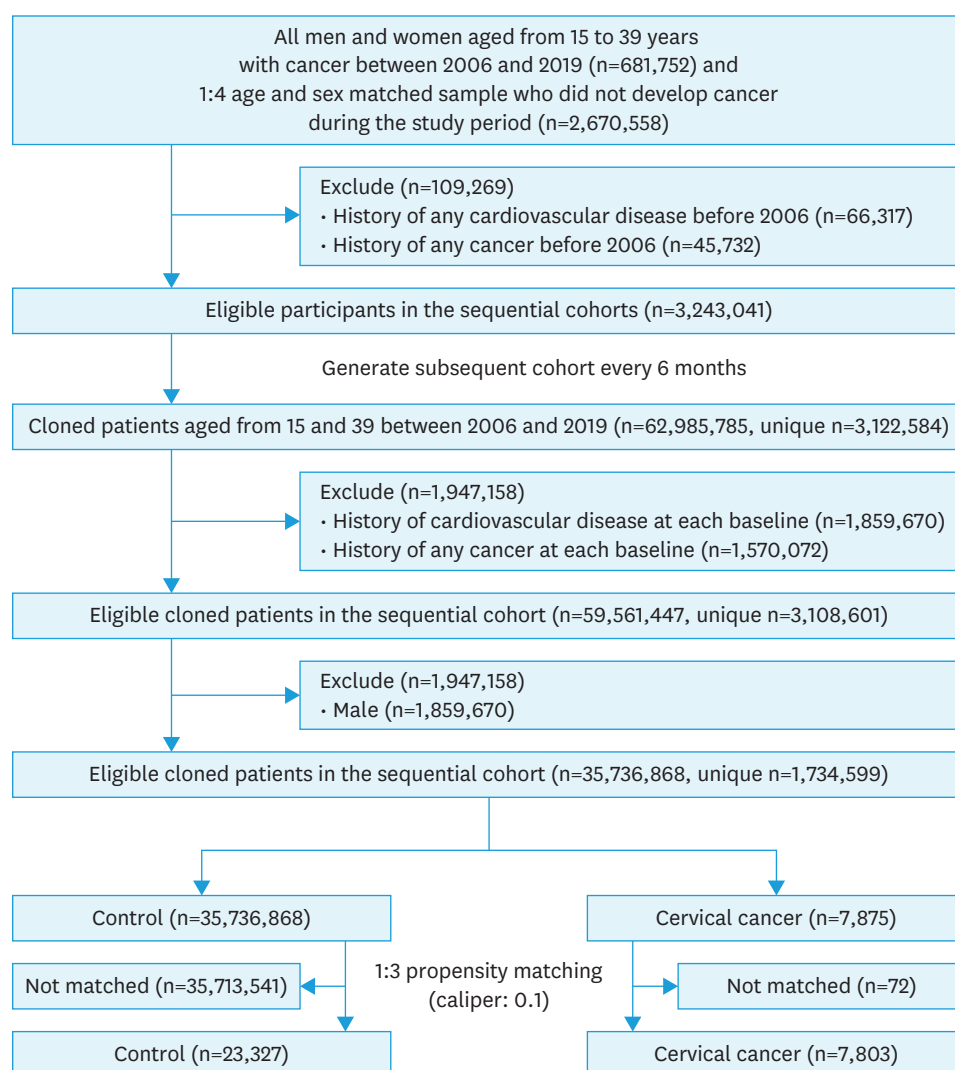 All men and women aged from 15 to 39 years
with cancer between 2006 and 2019 (n=681,752) and
1:4 age and sex matched sample who did not develop cancer
during the study period (n=2,670,558)
Exclude (n=109,269)
• History of any cardiovascular disease before 2006 (n=66,317)
• History of any cancer before 2006 (n=45,732)
Eligible participants in the sequential cohorts (n=3,243,041)
Generate subsequent cohort every 6 months
Cloned patients aged from 15 and 39 between 2006 and 2019 (n=62,985,785, unique n=3,122,584)
Exclude (n=1,947,158)
• History of cardiovascular disease at each baseline (n=1,859,670)
• History of any cancer at each baseline (n=1,570,072)
Eligible cloned patients in the sequential cohort (n=59,561,447, unique n=3,108,601)
Exclude (n=1,947,158)
• Male (n=1,859,670)
Eligible cloned patients in the sequential cohort (n=35,736,868, unique n=1,734,599)
Control (n=35,736,868)
Cervical cancer (n=7,875)
1:3 propensity matching
(caliper: 0.1)
Not matched (n=35,713,541)
Not matched (n=72)
Control (n=23,327)
Cervical cancer (n=7,803)